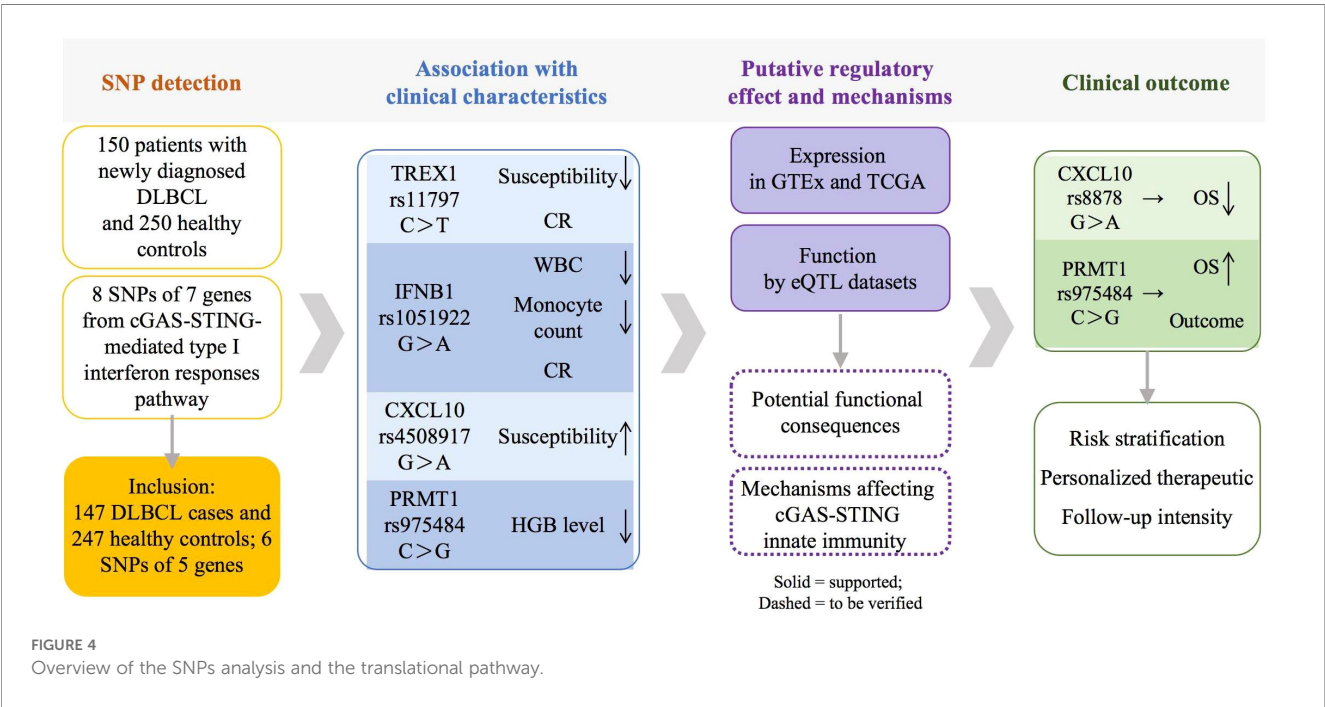 SNP detection
150 patients with
newly diagnosed
DLBCL
and 250 healthy
controls
8 SNPs of 7 genes
from cGAS-STING-
mediated type I
interferon responses
pathway
Inclusion:
147 DLBCL cases and
247 healthy controls; 6
SNPs of 5 genes
Association with
clinical characteristics
TREX1
rs11797
C>T
Susceptibility↓
CR
IFNB1
rs1051922
G>A
WBC ↓
Monocyte
count ↓
CR
CXCL10
rs4508917
G>A
Susceptibility↑
PRMT1
rs975484
C>G
HGB level ↓
Putative regulatory
effect and mechanisms
Expression
in GTEx and TCGA
Function
by eQTL datasets
Potential functional
consequences
Mechanisms affecting
cGAS-STING
innate immunity
Solid = supported;
Dashed = to be verified
Clinical outcome
CXCL10
rs8878 → OS↓
G>A
PRMT1
rs975484 →
C>G
OS↑
Outcome
Risk stratification
Personalized therapeutic
Follow-up intensity
FIGURE 4
Overview of the SNPs analysis and the translational pathway.